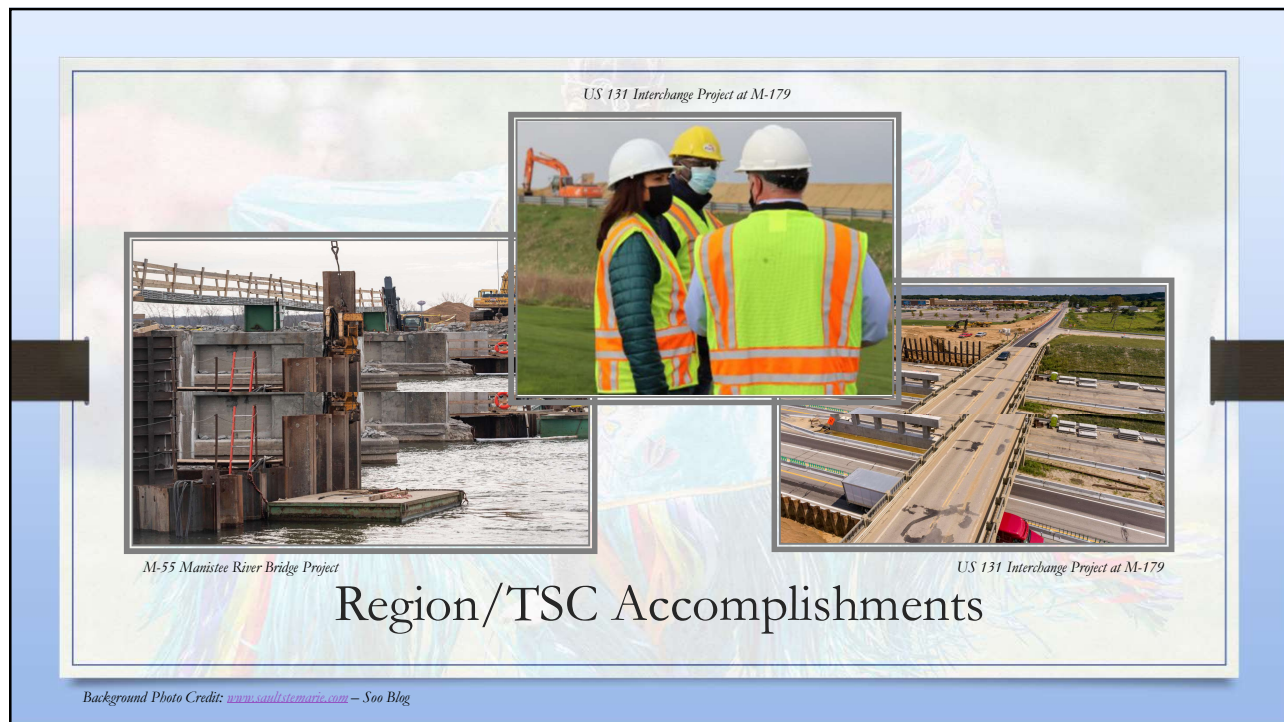 US 131 Interchange Project at M-179
M-55 Manistee River Bridge Project
US 131 Interchange Project at M-179
Region/TSC Accomplishments
Background Photo Credit: www.saultstemarie.com – Soo Blog